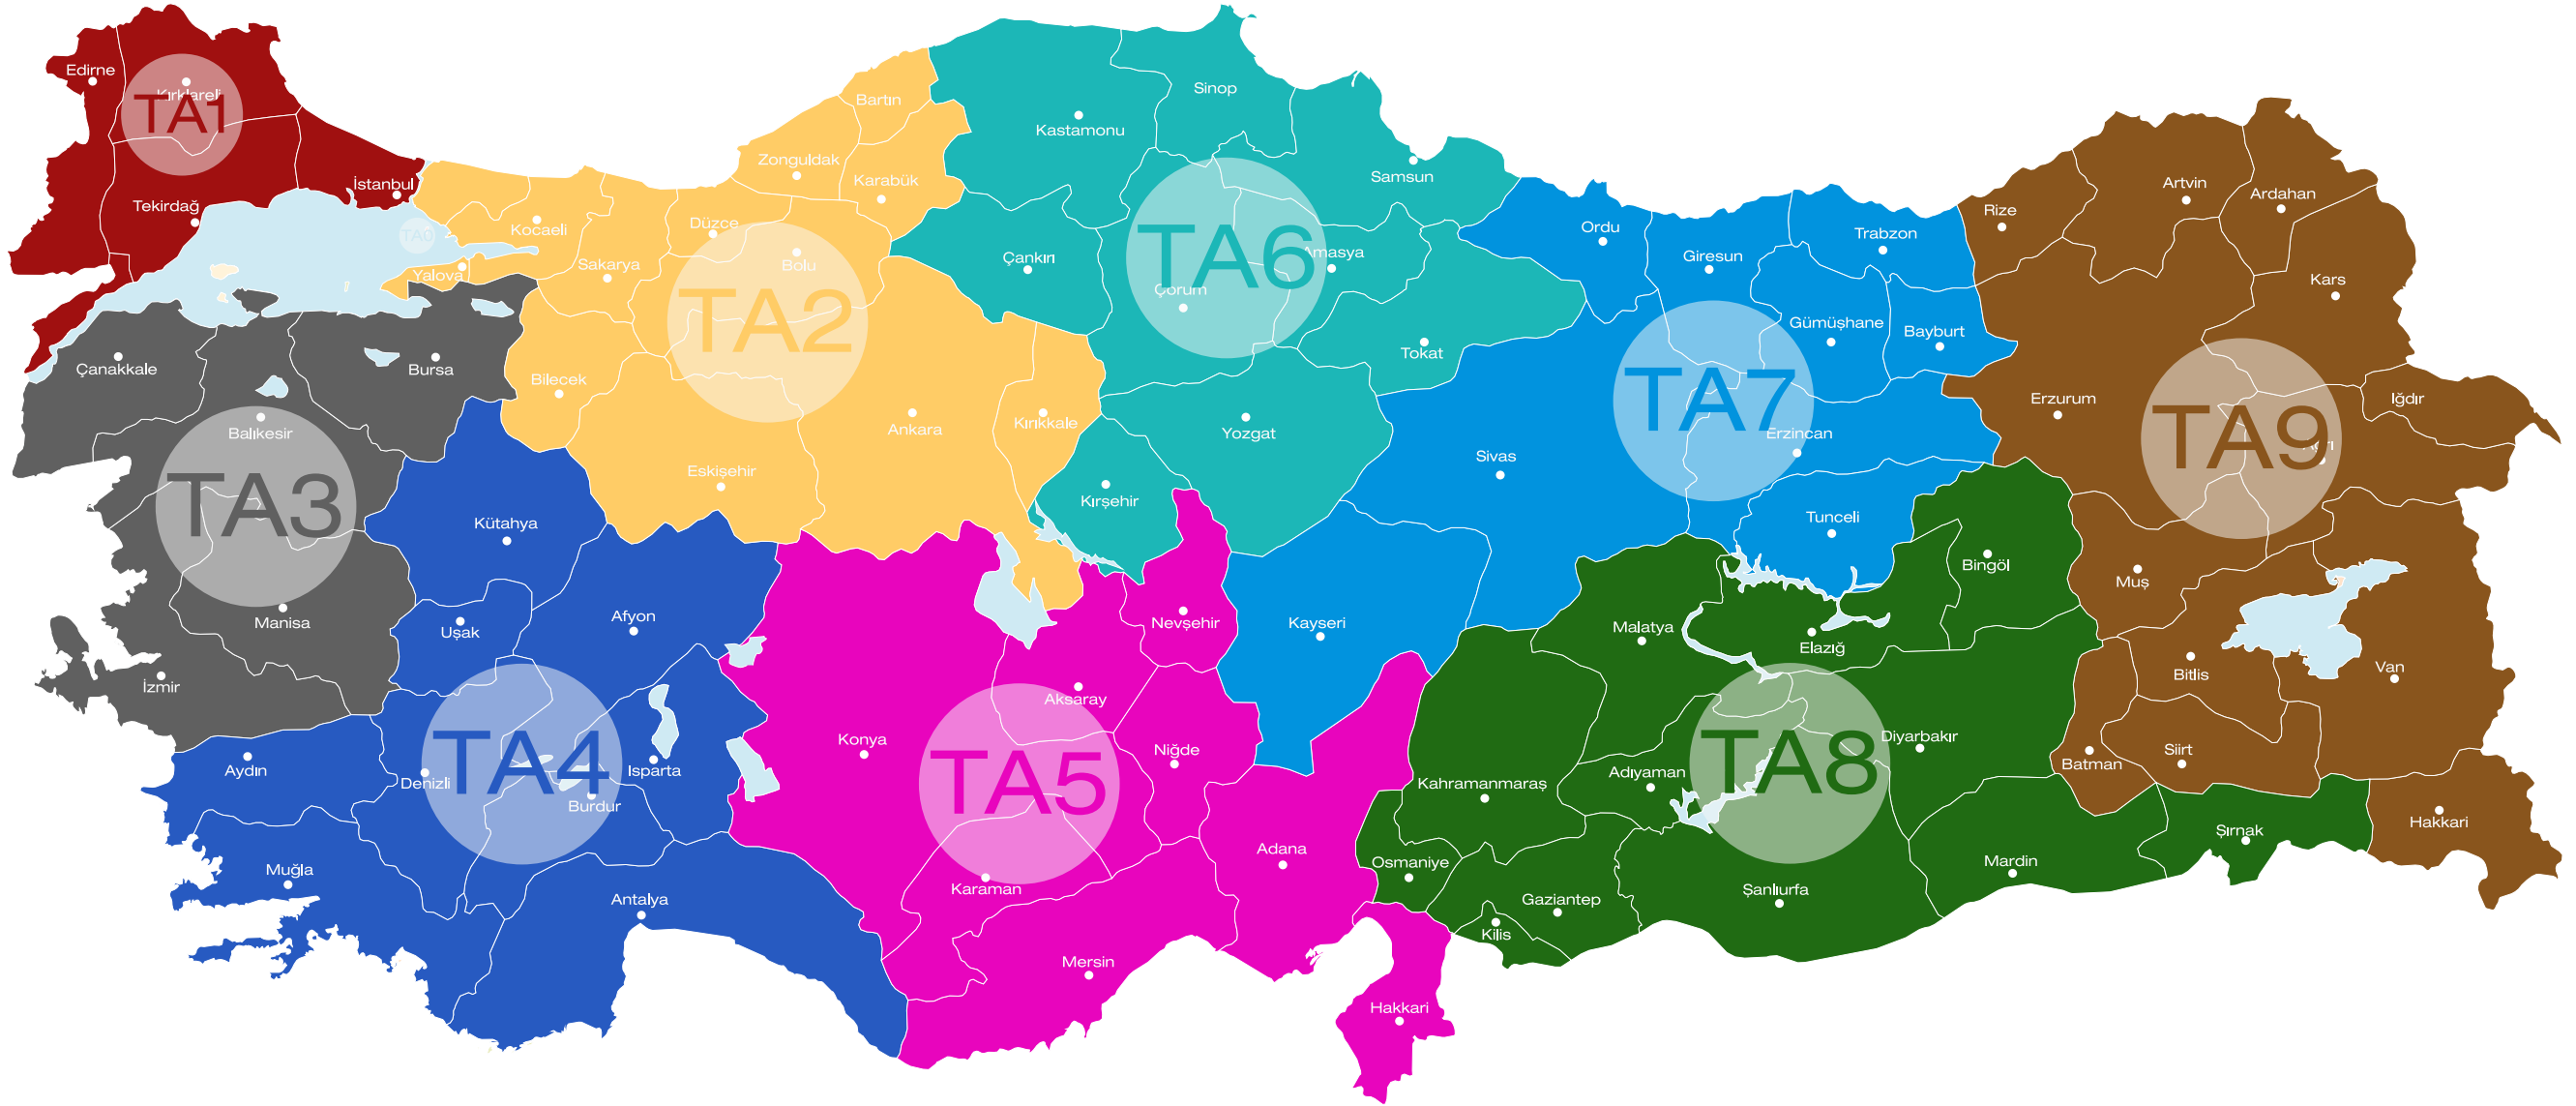 Edirne
Kırklareli
TA1
İstanbul
Tekirdağ
TA0
Bartın
Zonguldak
Karabük
Kocaeli
Düzce
Sakarya
Bolu
Yalova
TA2
Bilecek
Ankara
Kırıkkale
Eskişehir
Çanakkale
Bursa
Balıkesir
TA3
Manisa
İzmir
Kütahya
Uşak
Afyon
Aydın
Denizli
TA4
Isparta
Burdur
Muğla
Antalya
Konya
Nevşehir
Aksaray
Niğde
TA5
Karaman
Adana
Mersin
Hakkari
Sinop
Kastamonu
Samsun
Çankırı
TA6
Amasya
Çorum
Tokat
Yozgat
Kırşehir
Ordu
Giresun
Trabzon
Gümüşhane
Bayburt
TA7
Erzincan
Sivas
Tunceli
Kayseri
Bingöl
Malatya
Elazığ
Diyarbakır
TA8
Adıyaman
Kahramanmaraş
Osmaniye
Gaziantep
Kilis
Şanlıurfa
Mardin
Şırnak
Rize
Artvin
Ardahan
Kars
Erzurum
Iğdır
TA9
Muş
Bitlis
Van
Batman
Siirt
Hakkari